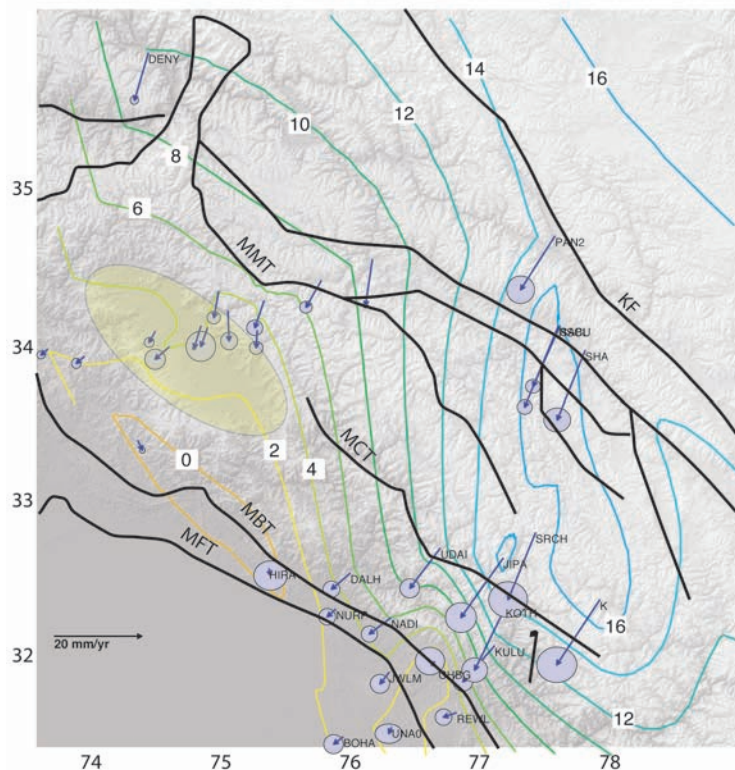 DENY
14
16
12
10
35
8
6
PAN2
MMT
KF
34
SHA
MCT
2
4
0
33
MBT
MFT
SRCH
UDAI
JIPA
HIRA
DALH
K
NURP
KOTH
16
NADI
20 mm/yr
32
KULU
JWLM
CHDG
REWL
12
UNA0
BOHA
74
75
76
77
78